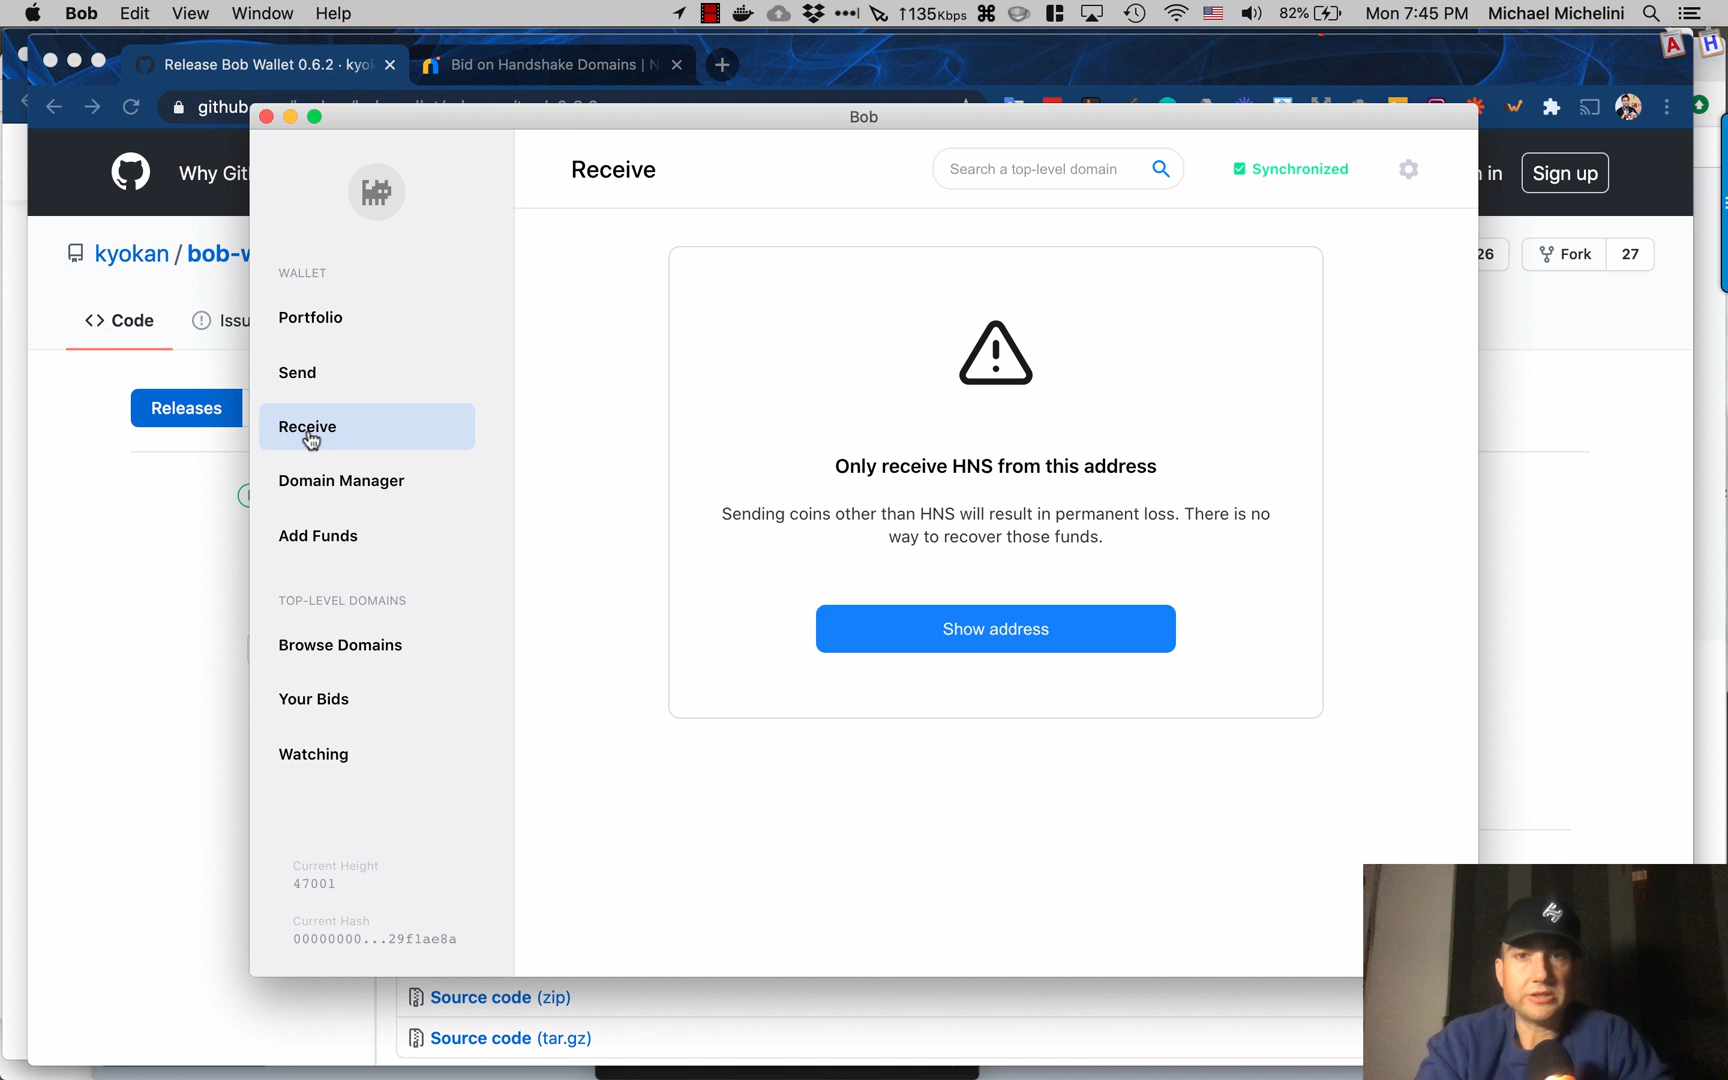 Bob Edit View Window Help
↑135Kbps 82% Mon 7:45 PM Michael Michelini
Release Bob Wallet 0.6.2 · kyok
Bid on Handshake Domains | N
A H
github
Bob
Why Git
in
Sign up
kyokan / bob-w
26
Fork 27
Code
Issu
Releases
WALLET
Portfolio
Send
Receive
Domain Manager
Add Funds
TOP-LEVEL DOMAINS
Browse Domains
Your Bids
Watching
Current Height
47001
Current Hash
00000000...29f1ae8a
Receive
Search a top-level domain
Synchronized
Only receive HNS from this address
Sending coins other than HNS will result in permanent loss. There is no
way to recover those funds.
Show address
Source code (zip)
Source code (tar.gz)